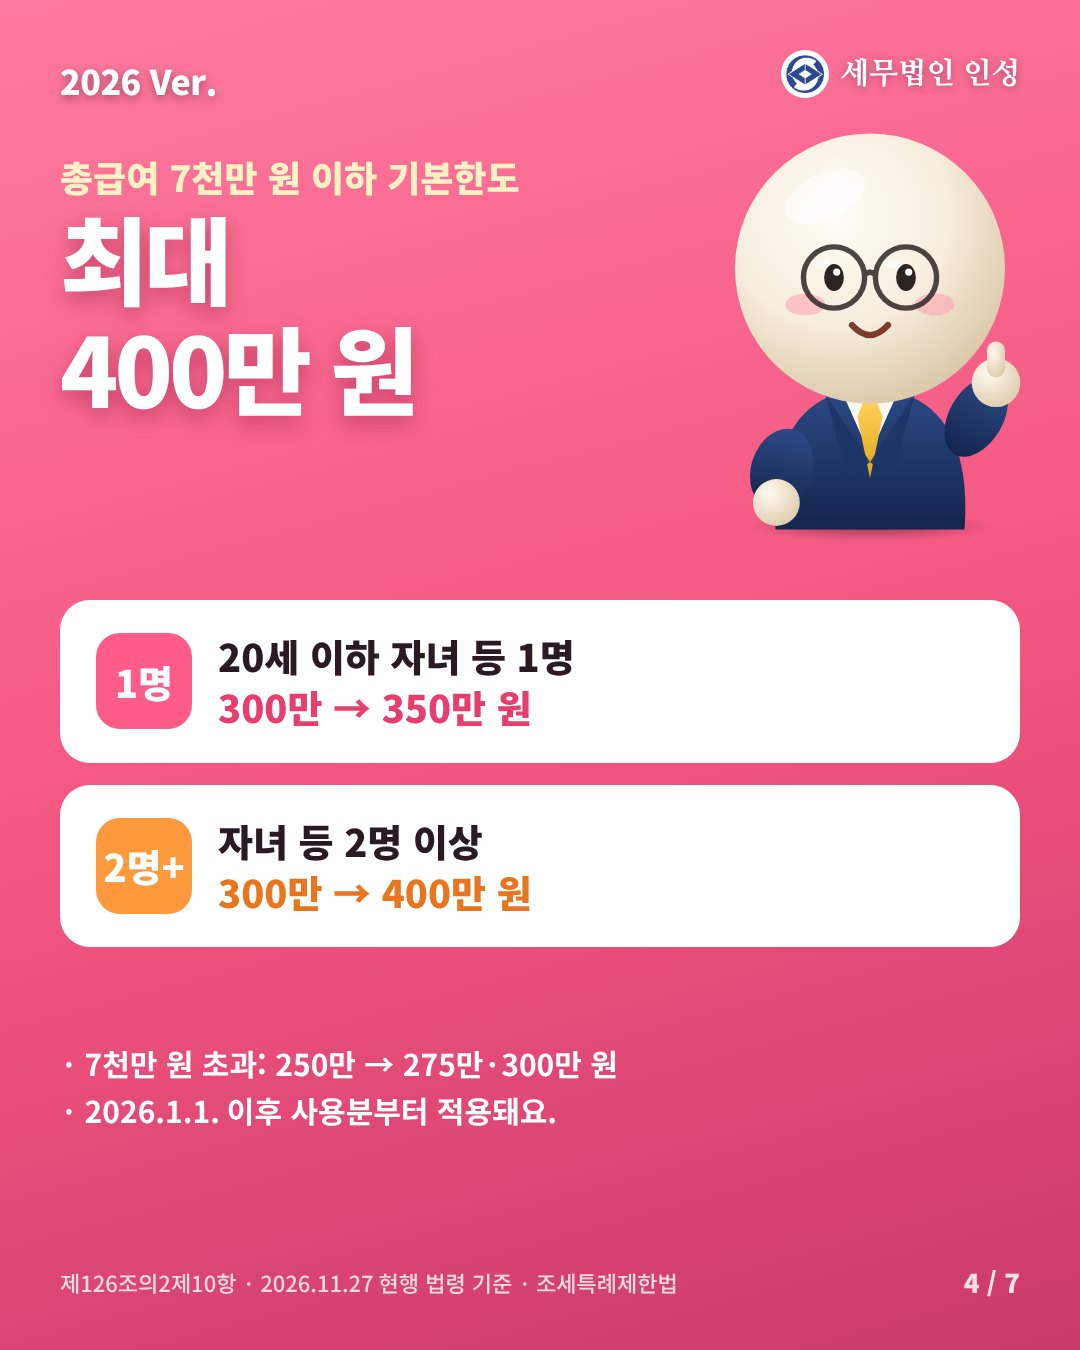 2026 Ver.
세무법인 인성
총급여 7천만 원 이하 기본한도
최대
400만 원
1명
20세 이하 자녀 등 1명
300만 → 350만 원
2명+
자녀 등 2명 이상
300만 → 400만 원
· 7천만 원 초과: 250만 → 275만·300만 원
· 2026.1.1. 이후 사용분부터 적용돼요.
제126조의2제10항 · 2026.11.27 현행 법령 기준 · 조세특례제한법
4 / 7